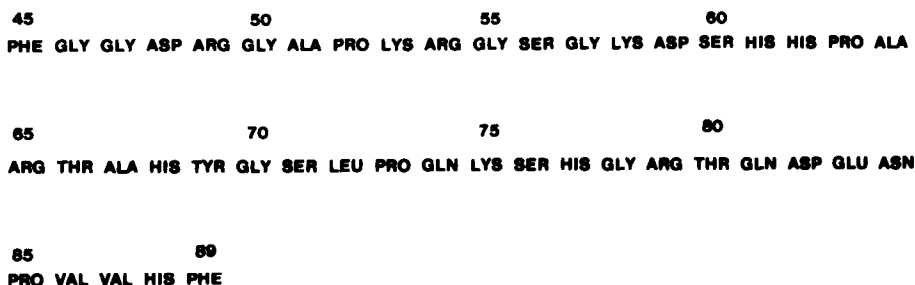 45 50 55 60
PHE GLY GLY ASP ARG GLY ALA PRO LYS ARG GLY SER GLY LYS ASP SER HIS HIS PRO ALA
65 70 75 80
ARG THR ALA HIS TYR GLY SER LEU PRO GLN LYS SER HIS GLY ARG THR GLN ASP GLU ASN
85 89
PRO VAL VAL HIS PHE